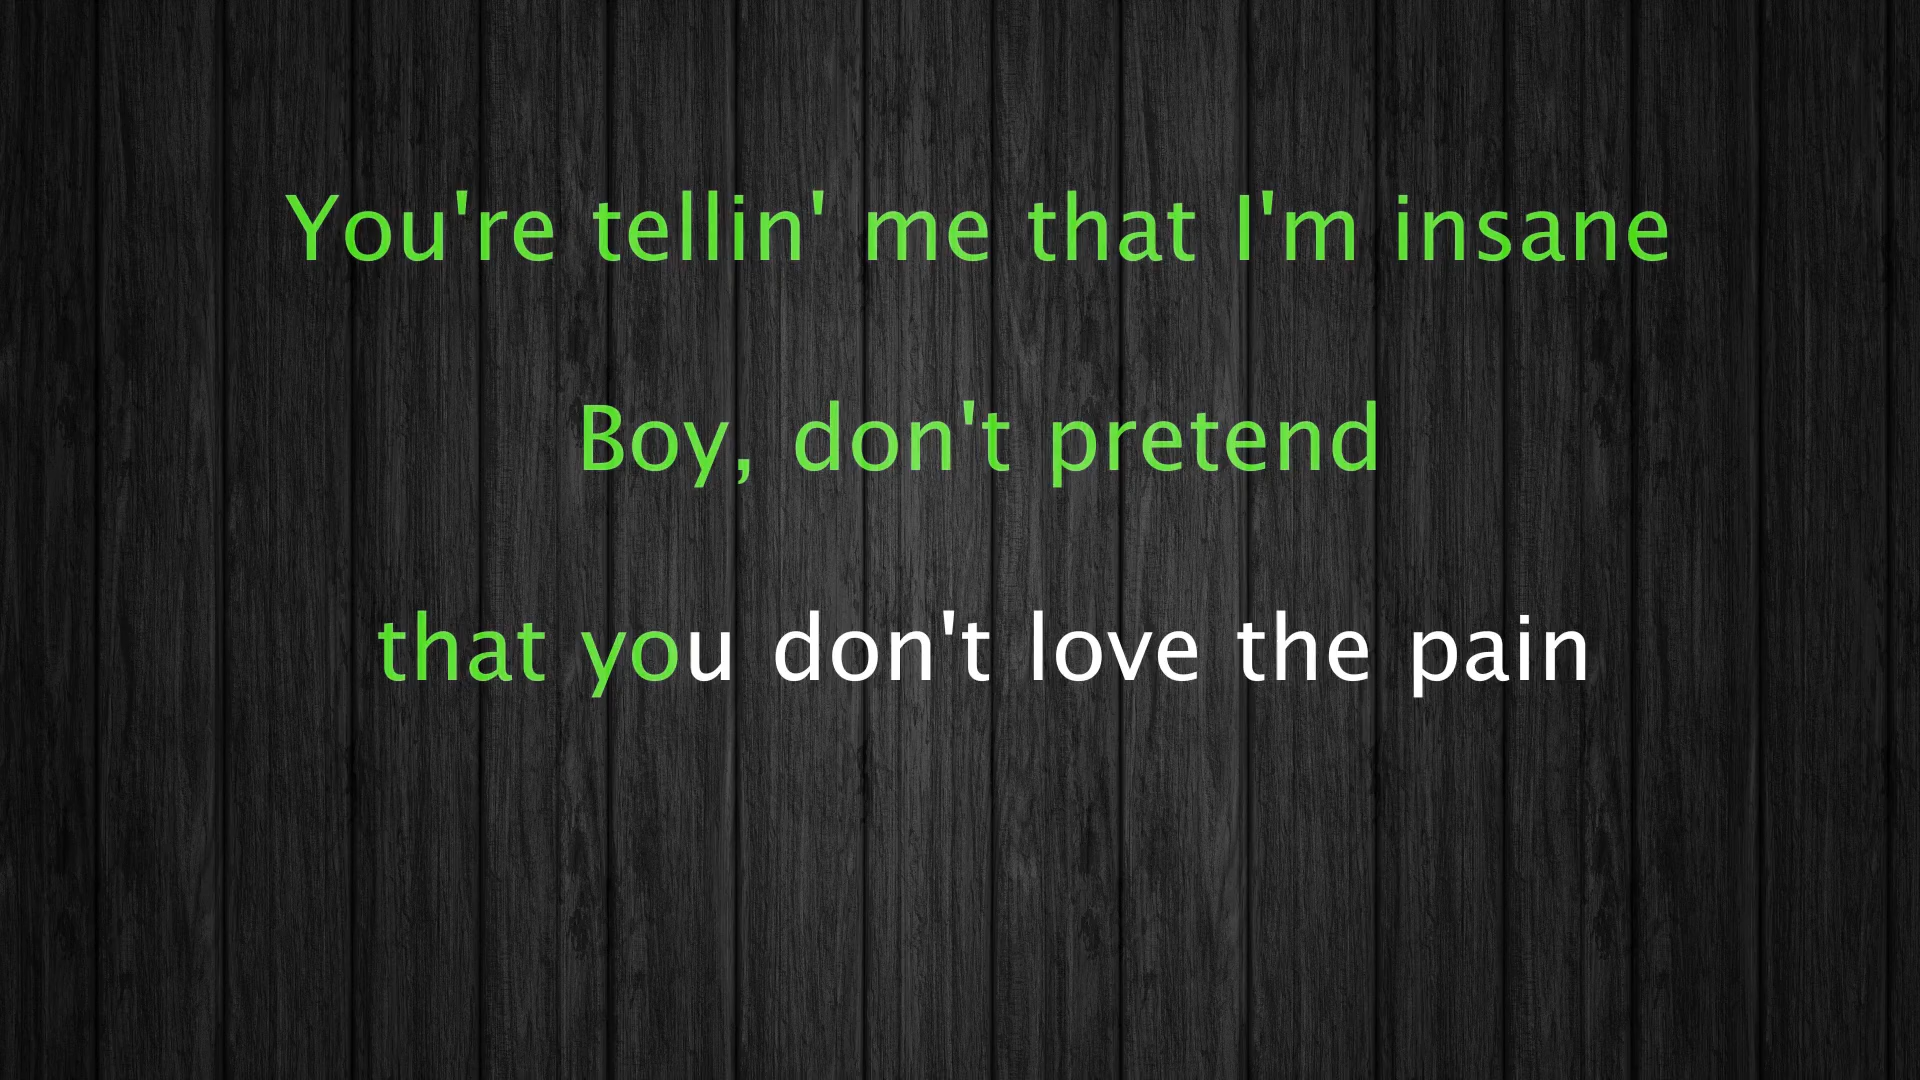 You're tellin' me that I'm insane
Boy, don't pretend
that you don't love the pain